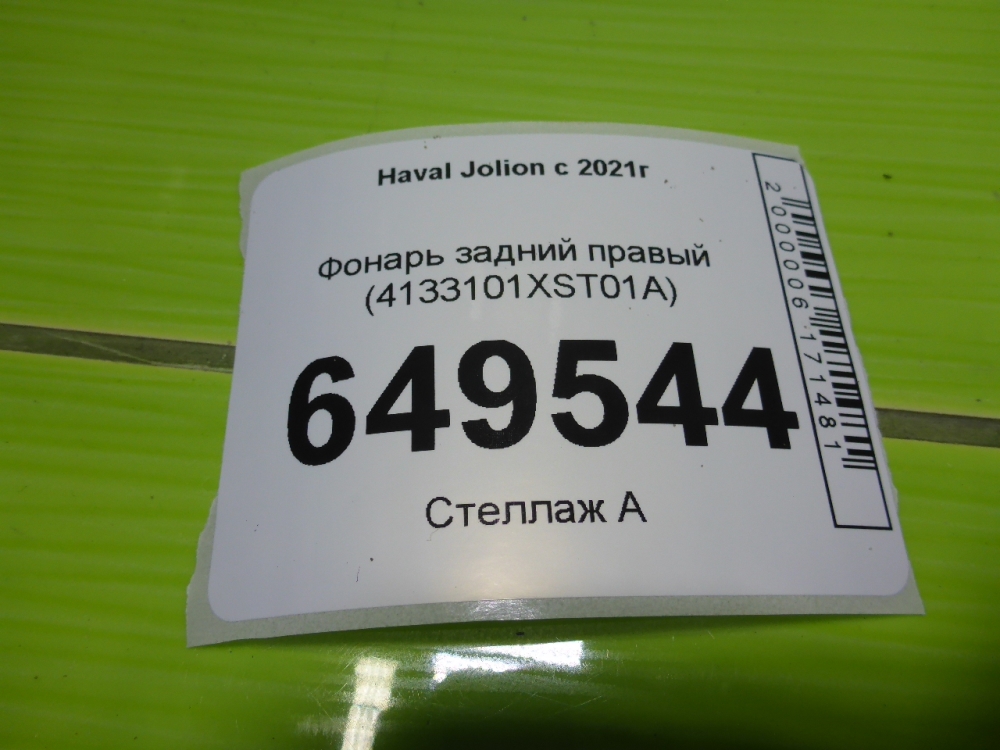 Haval Jolion с 2021г
Фонарь задний правый
(4133101XST01A)
649544
Стеллаж А
2000006171481